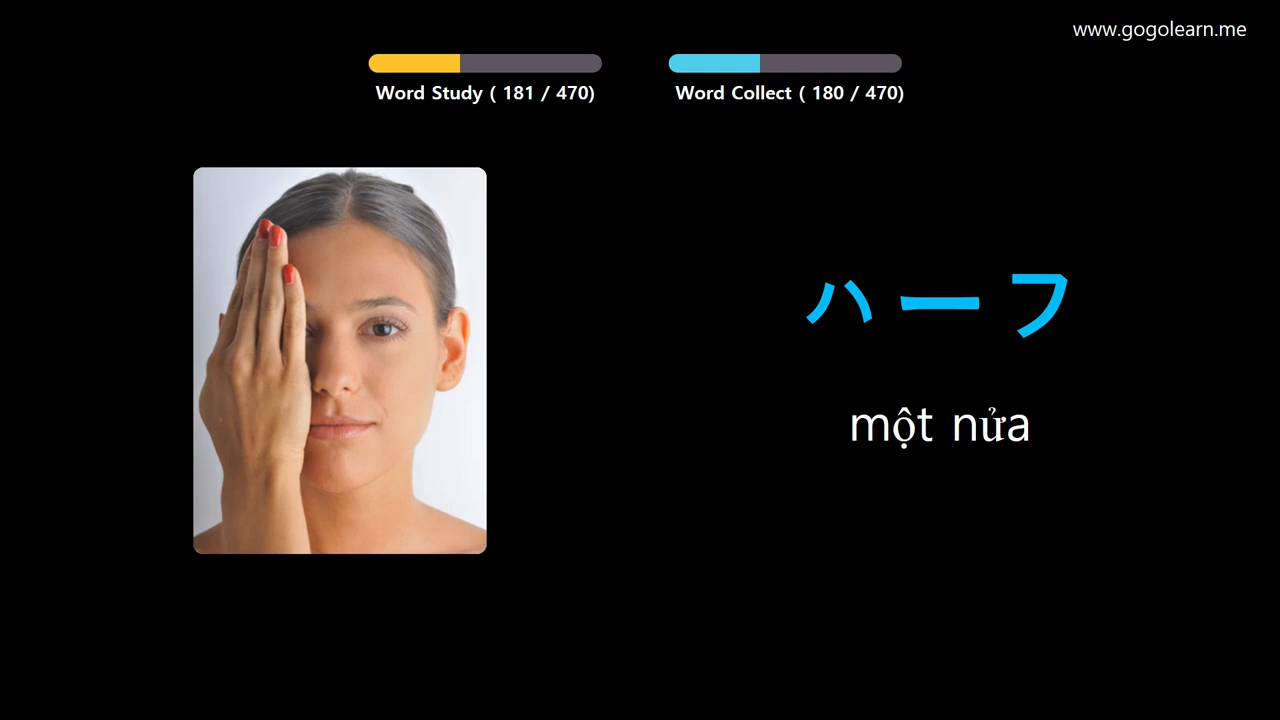 www.gogolearn.me
Word Study ( 181 / 470)
Word Collect ( 180 / 470)
ハーフ
một nửa